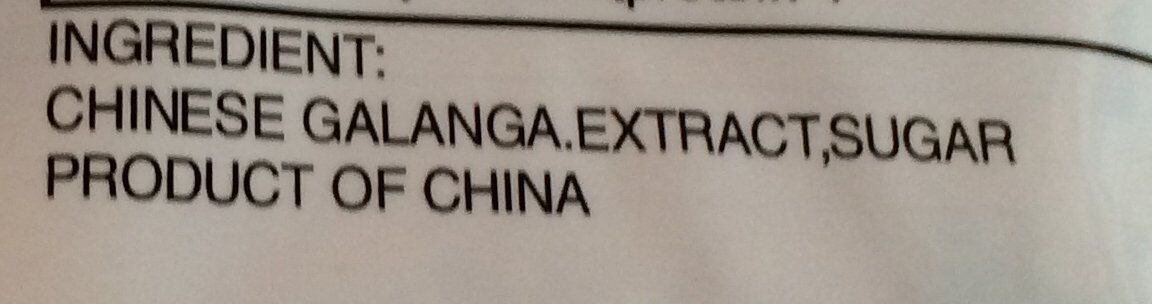 INGREDIENT:
CHINESE GALANGA.EXTRACT,SUGAR
PRODUCT OF CHINA